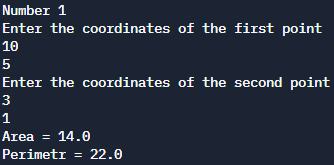 Number 1
Enter the coordinates of the first point
10
5
Enter the coordinates of the second point
3
1
Area = 14.0
Perimetr = 22.0